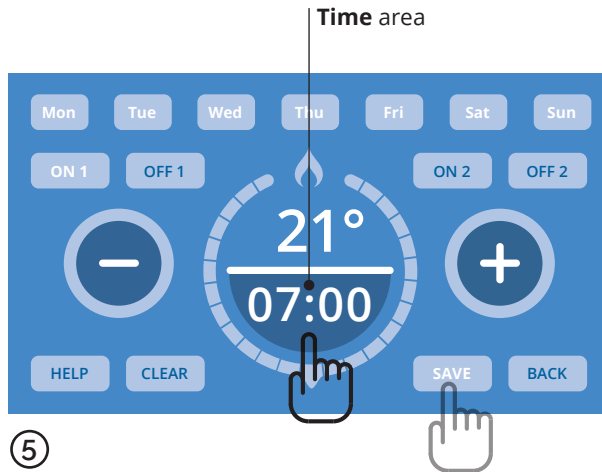 Time area
Mon Tue Wed Thu Fri Sat Sun
ON 1 OFF 1 ON 2 OFF 2
21°
07:00
HELP CLEAR SAVE BACK
5